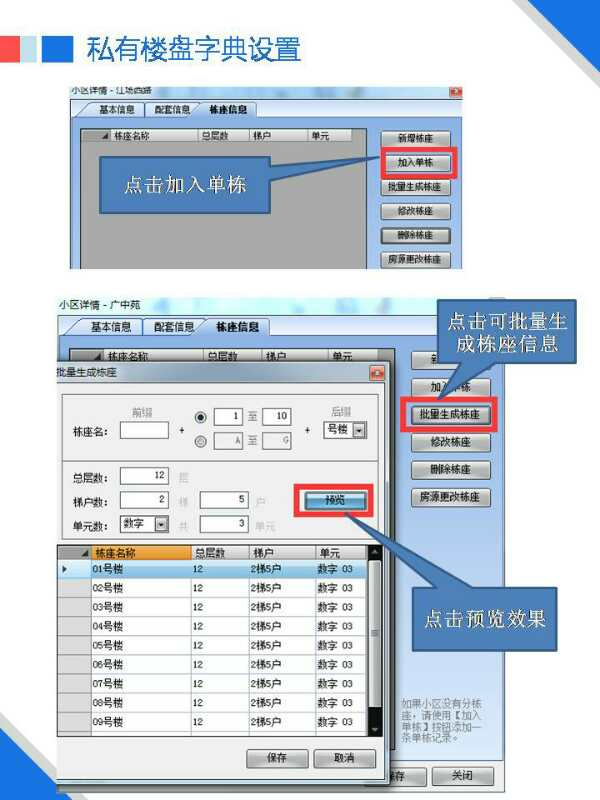 私有楼盘字典设置
小区详情 - 江场西路
基本信息 配套信息 栋座信息
栋座名称 总层数 梯户 单元
新增栋座
加入单栋
点击加入单栋
批量生成栋座
修改栋座
删除栋座
房源更改栋座
小区详情 - 广中苑
基本信息 配套信息 栋座信息
点击可批量生
成栋座信息
栋座名称 总层数 梯户 单元
批量生成栋座
前缀 后缀
栋座名: + 1 至 10 + 号楼
A 至 G
批量生成栋座
修改栋座
删除栋座
房源更改栋座
总层数: 12 层
梯户数: 2 梯 5 户 预览
单元数: 数字 共 3 单元
栋座名称 总层数 梯户 单元
01号楼 12 2梯5户 数字 03
02号楼 12 2梯5户 数字 03
03号楼 12 2梯5户 数字 03
04号楼 12 2梯5户 数字 03
05号楼 12 2梯5户 数字 03
06号楼 12 2梯5户 数字 03
07号楼 12 2梯5户 数字 03
08号楼 12 2梯5户 数字 03
09号楼 12 2梯5户 数字 03
点击预览效果
如果小区没有分栋
座，请使用【加入
单栋】按钮添加一
条单栋记录。
保存 取消
关闭